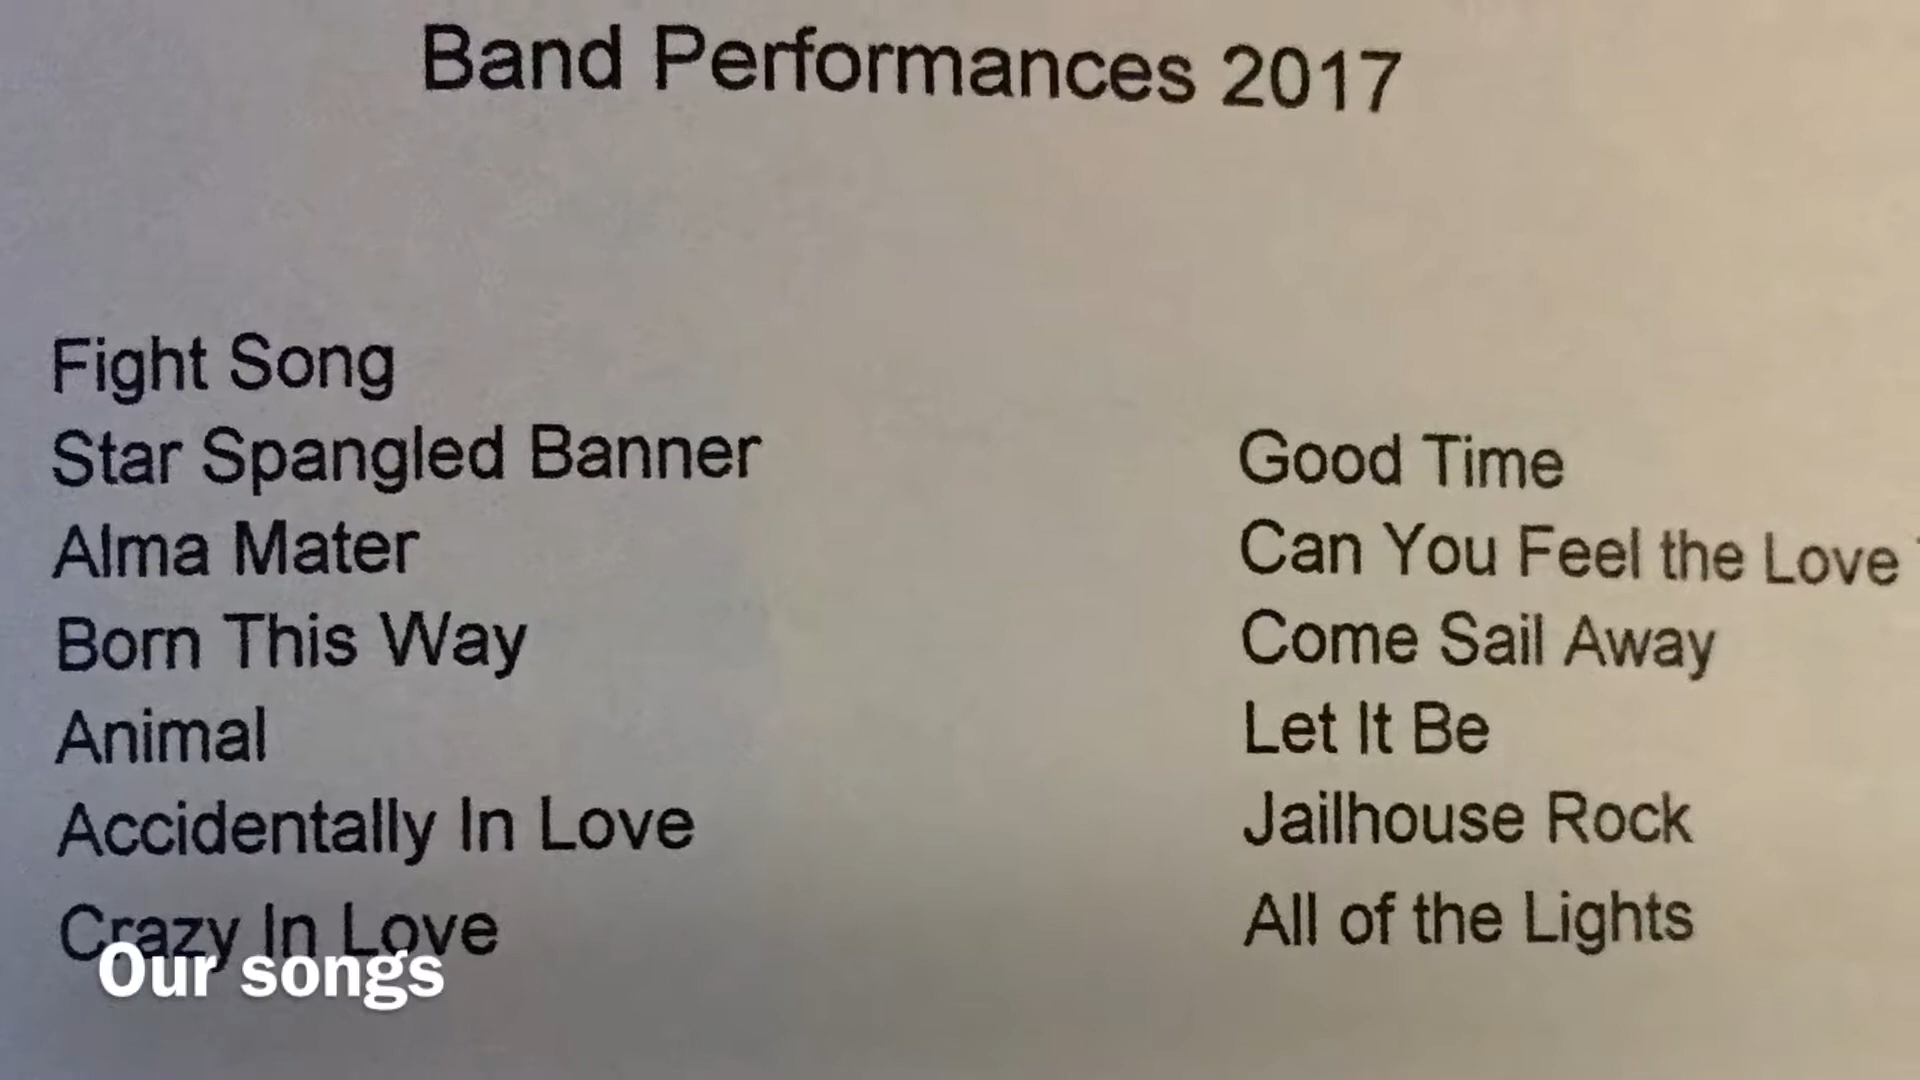 Band Performances 2017
Fight Song
Star Spangled Banner
Alma Mater
Born This Way
Animal
Accidentally In Love
Crazy In Love
Good Time
Can You Feel the Love
Come Sail Away
Let It Be
Jailhouse Rock
All of the Lights
Our songs